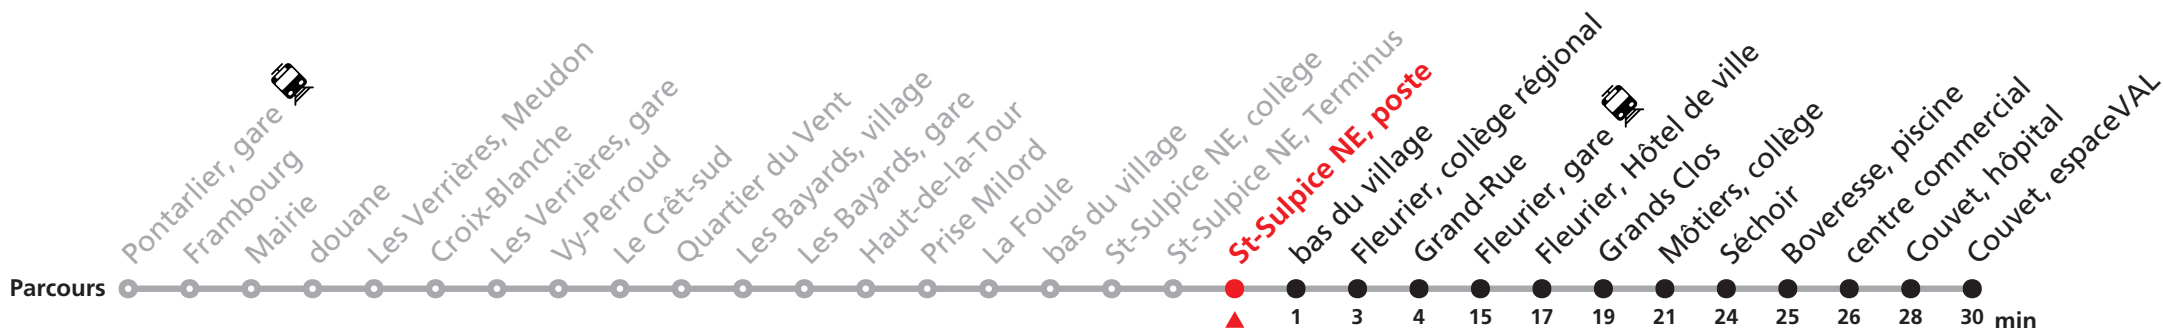 Pontarlier, gare
Frambourg
Mairie
douane
Les Verrières, Meudon
Croix-Blanche
Les Verrières, gare
Vy-Perroud
Le Crêt-sud
Quartier du Vent
Les Bayards, village
Les Bayards, gare
Haut-de-la-Tour
Prise Milord
La Foule
bas du village
St-Sulpice NE, collège
St-Sulpice NE, Terminus
St-Sulpice NE, poste
bas du village
Fleurier, collège régional
Grand-Rue
Fleurier, gare
Fleurier, Hôtel de ville
Grands Clos
Môtiers, collège
Séchoir
Boveresse, piscine
centre commercial
Couvet, hôpital
Couvet, espaceVAL
Parcours
1 3 4 15 17 19 21 24 25 26 28 30 min